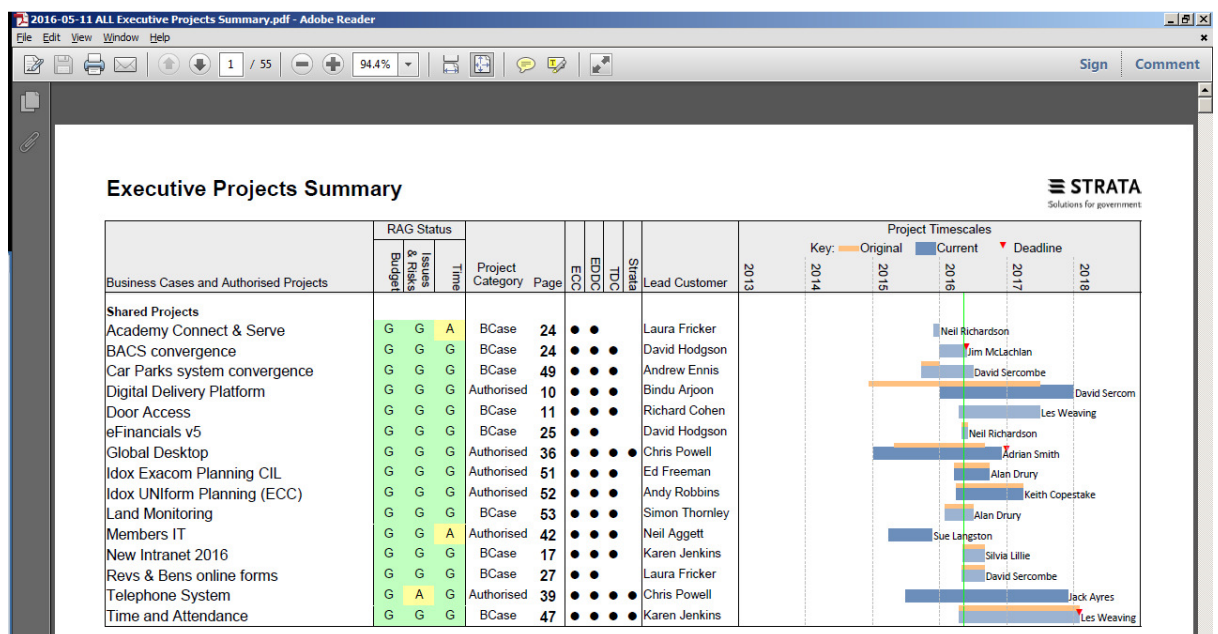 2016-05-11 ALL Executive Projects Summary.pdf - Adobe Reader
File Edit View Window Help
1 / 55 94.4% Sign Comment
Executive Projects Summary
STRATA
Solutions for government
RAG Status Project Timescales
Key: Original Current Deadline
Business Cases and Authorised Projects Budget Issues & Risks Time Project Category Page ECC EDDC TDC Strata Lead Customer 2013 2014 2015 2016 2017 2018
Shared Projects
Academy Connect & Serve G G A BCase 24 ● ● Laura Fricker Neil Richardson
BACS convergence G G G BCase 24 ● ● ● David Hodgson Jim McLachlan
Car Parks system convergence G G G BCase 49 ● ● ● Andrew Ennis David Sercombe
Digital Delivery Platform G G G Authorised 10 ● ● ● Bindu Arjoon David Sercom
Door Access G G G BCase 11 ● ● ● Richard Cohen Les Weaving
eFinancials v5 G G G BCase 25 ● ● David Hodgson Neil Richardson
Global Desktop G G G Authorised 36 ● ● ● ● Chris Powell Adrian Smith
Idox Exacom Planning CIL G G G Authorised 51 ● ● ● Ed Freeman Alan Drury
Idox UNIform Planning (ECC) G G G Authorised 52 ● ● ● Andy Robbins Keith Copestake
Land Monitoring G G G BCase 53 ● ● ● Simon Thornley Alan Drury
Members IT G G A Authorised 42 ● ● ● Neil Aggett Sue Langston
New Intranet 2016 G G G BCase 17 ● ● ● Karen Jenkins Silvia Lillie
Revs & Bens online forms G G G BCase 27 ● ● Laura Fricker David Sercombe
Telephone System G A G Authorised 39 ● ● ● ● Chris Powell Jack Ayres
Time and Attendance G G G BCase 47 ● ● ● ● Karen Jenkins Les Weaving